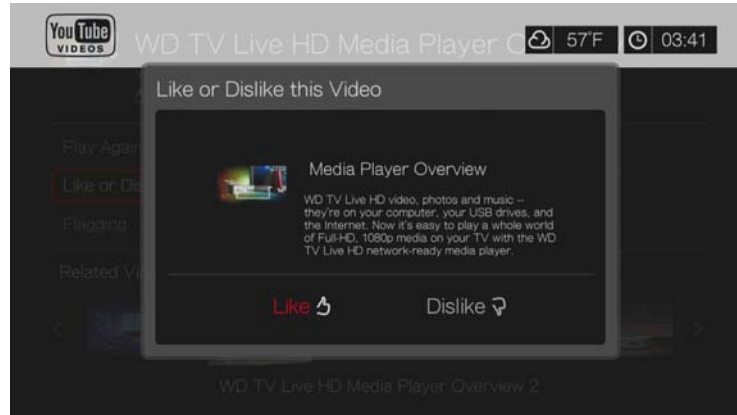 You Tube
VIDEOS
WD TV Live HD Media Player
57°F
03:41
Like or Dislike this Video
Play Again
Like or Dis
Flagging
Related Vi
Media Player Overview
WD TV Live HD video, photos and music --
they're on your computer, your USB drives, and
the Internet. Now it's easy to play a whole world
of Full-HD, 1080p media on your TV with the WD
TV Live HD network-ready media player.
Like
Dislike
WD TV Live HD Media Player Overview 2